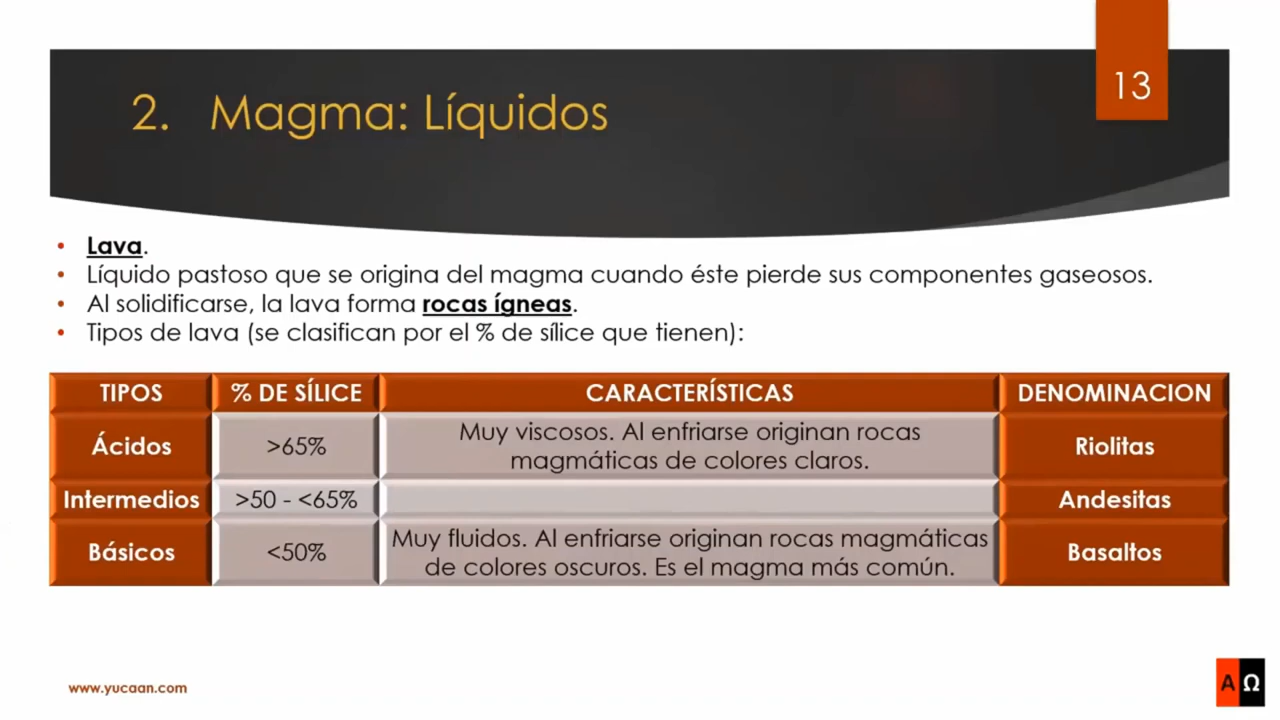 13
2. Magma: Líquidos
• Lava.
• Líquido pastoso que se origina del magma cuando éste pierde sus componentes gaseosos.
• Al solidificarse, la lava forma rocas ígneas.
• Tipos de lava (se clasifican por el % de sílice que tienen):
TIPOS % DE SÍLICE CARACTERÍSTICAS DENOMINACION
Ácidos >65% Muy viscosos. Al enfriarse originan rocas
magmáticas de colores claros. Riolitas
Intermedios >50 - <65% Andesitas
Básicos <50% Muy fluidos. Al enfriarse originan rocas magmáticas
de colores oscuros. Es el magma más común. Basaltos
www.yucaan.com
AΩ